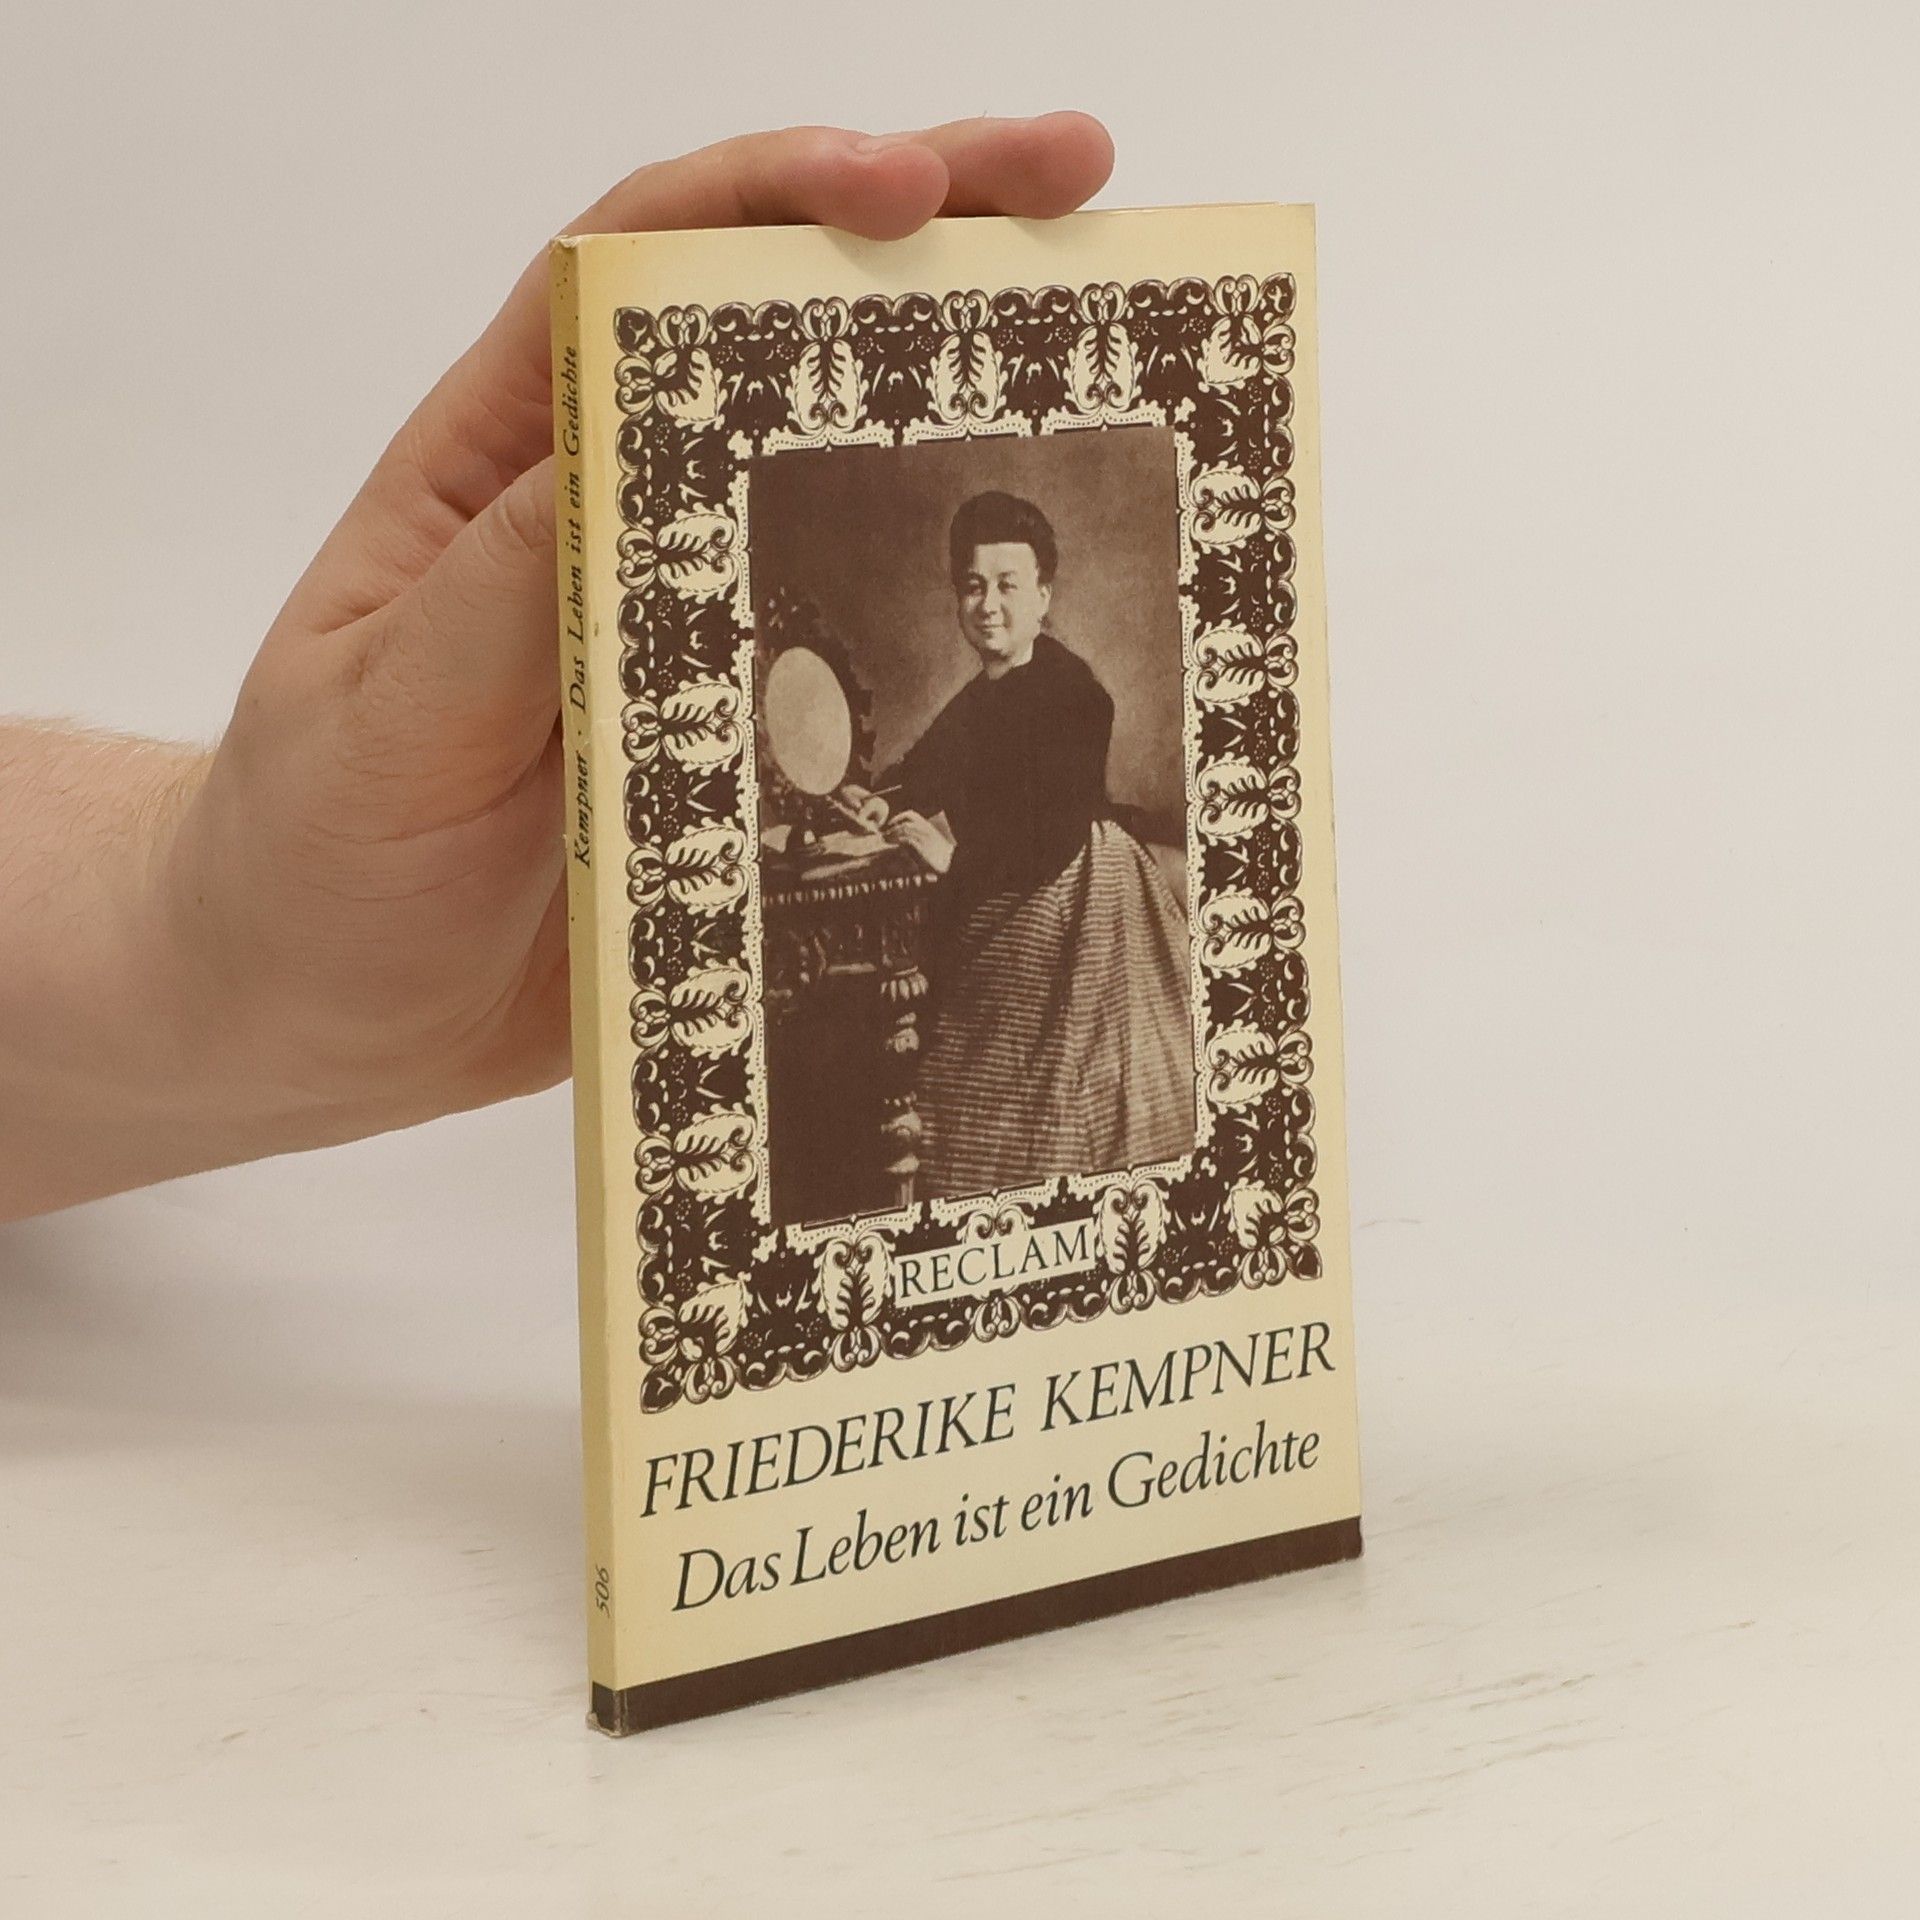 Kempner · Das Leben ist ein Gedichte
506
RECLAM
FRIEDERIKE KEMPNER
Das Leben ist ein Gedichte